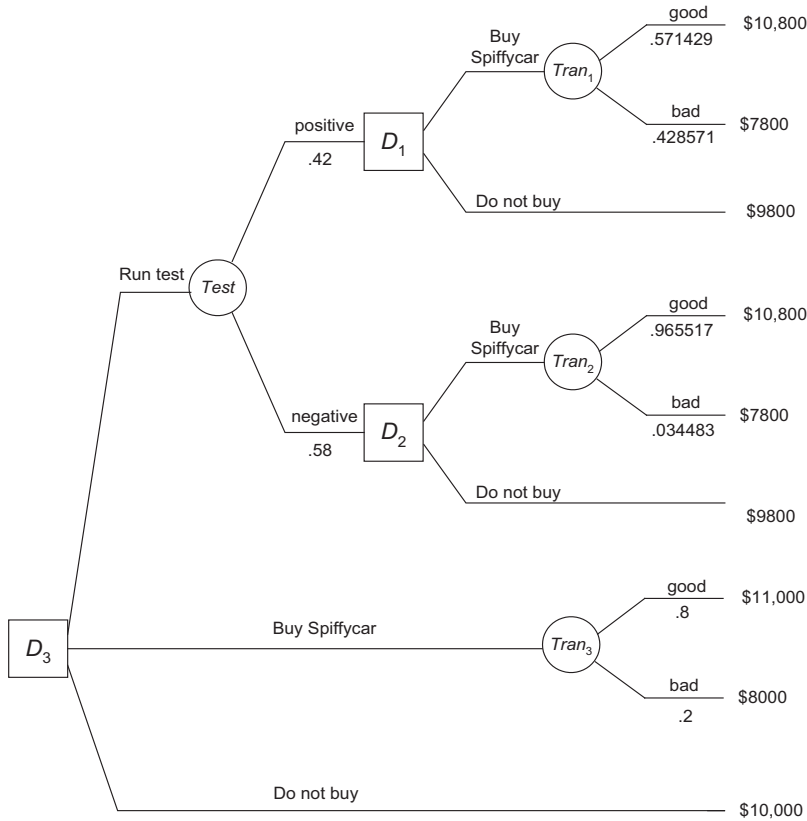 good
$10,800
.571429
Buy
Spiffycar
Tran₁
bad
$7800
.428571
positive
.42
D₁
Do not buy
$9800
Run test
Test
good
$10,800
.965517
Buy
Spiffycar
Tran₂
bad
$7800
.034483
negative
.58
D₂
Do not buy
$9800
good
$11,000
.8
Buy Spiffycar
D₃
Tran₃
bad
$8000
.2
Do not buy
$10,000